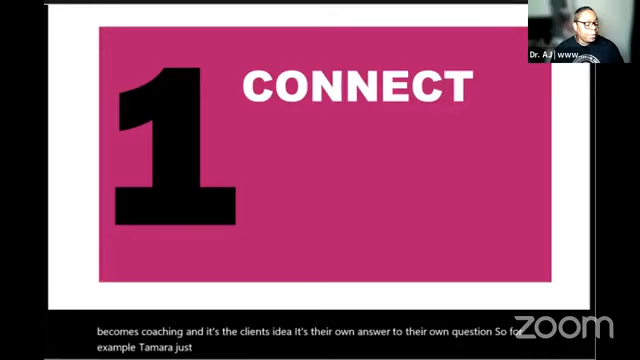 1
CONNECT
Dr. AJ | www.
becomes coaching and it's the clients idea It's their own answer to their own question So for
example Tamara just
zoom